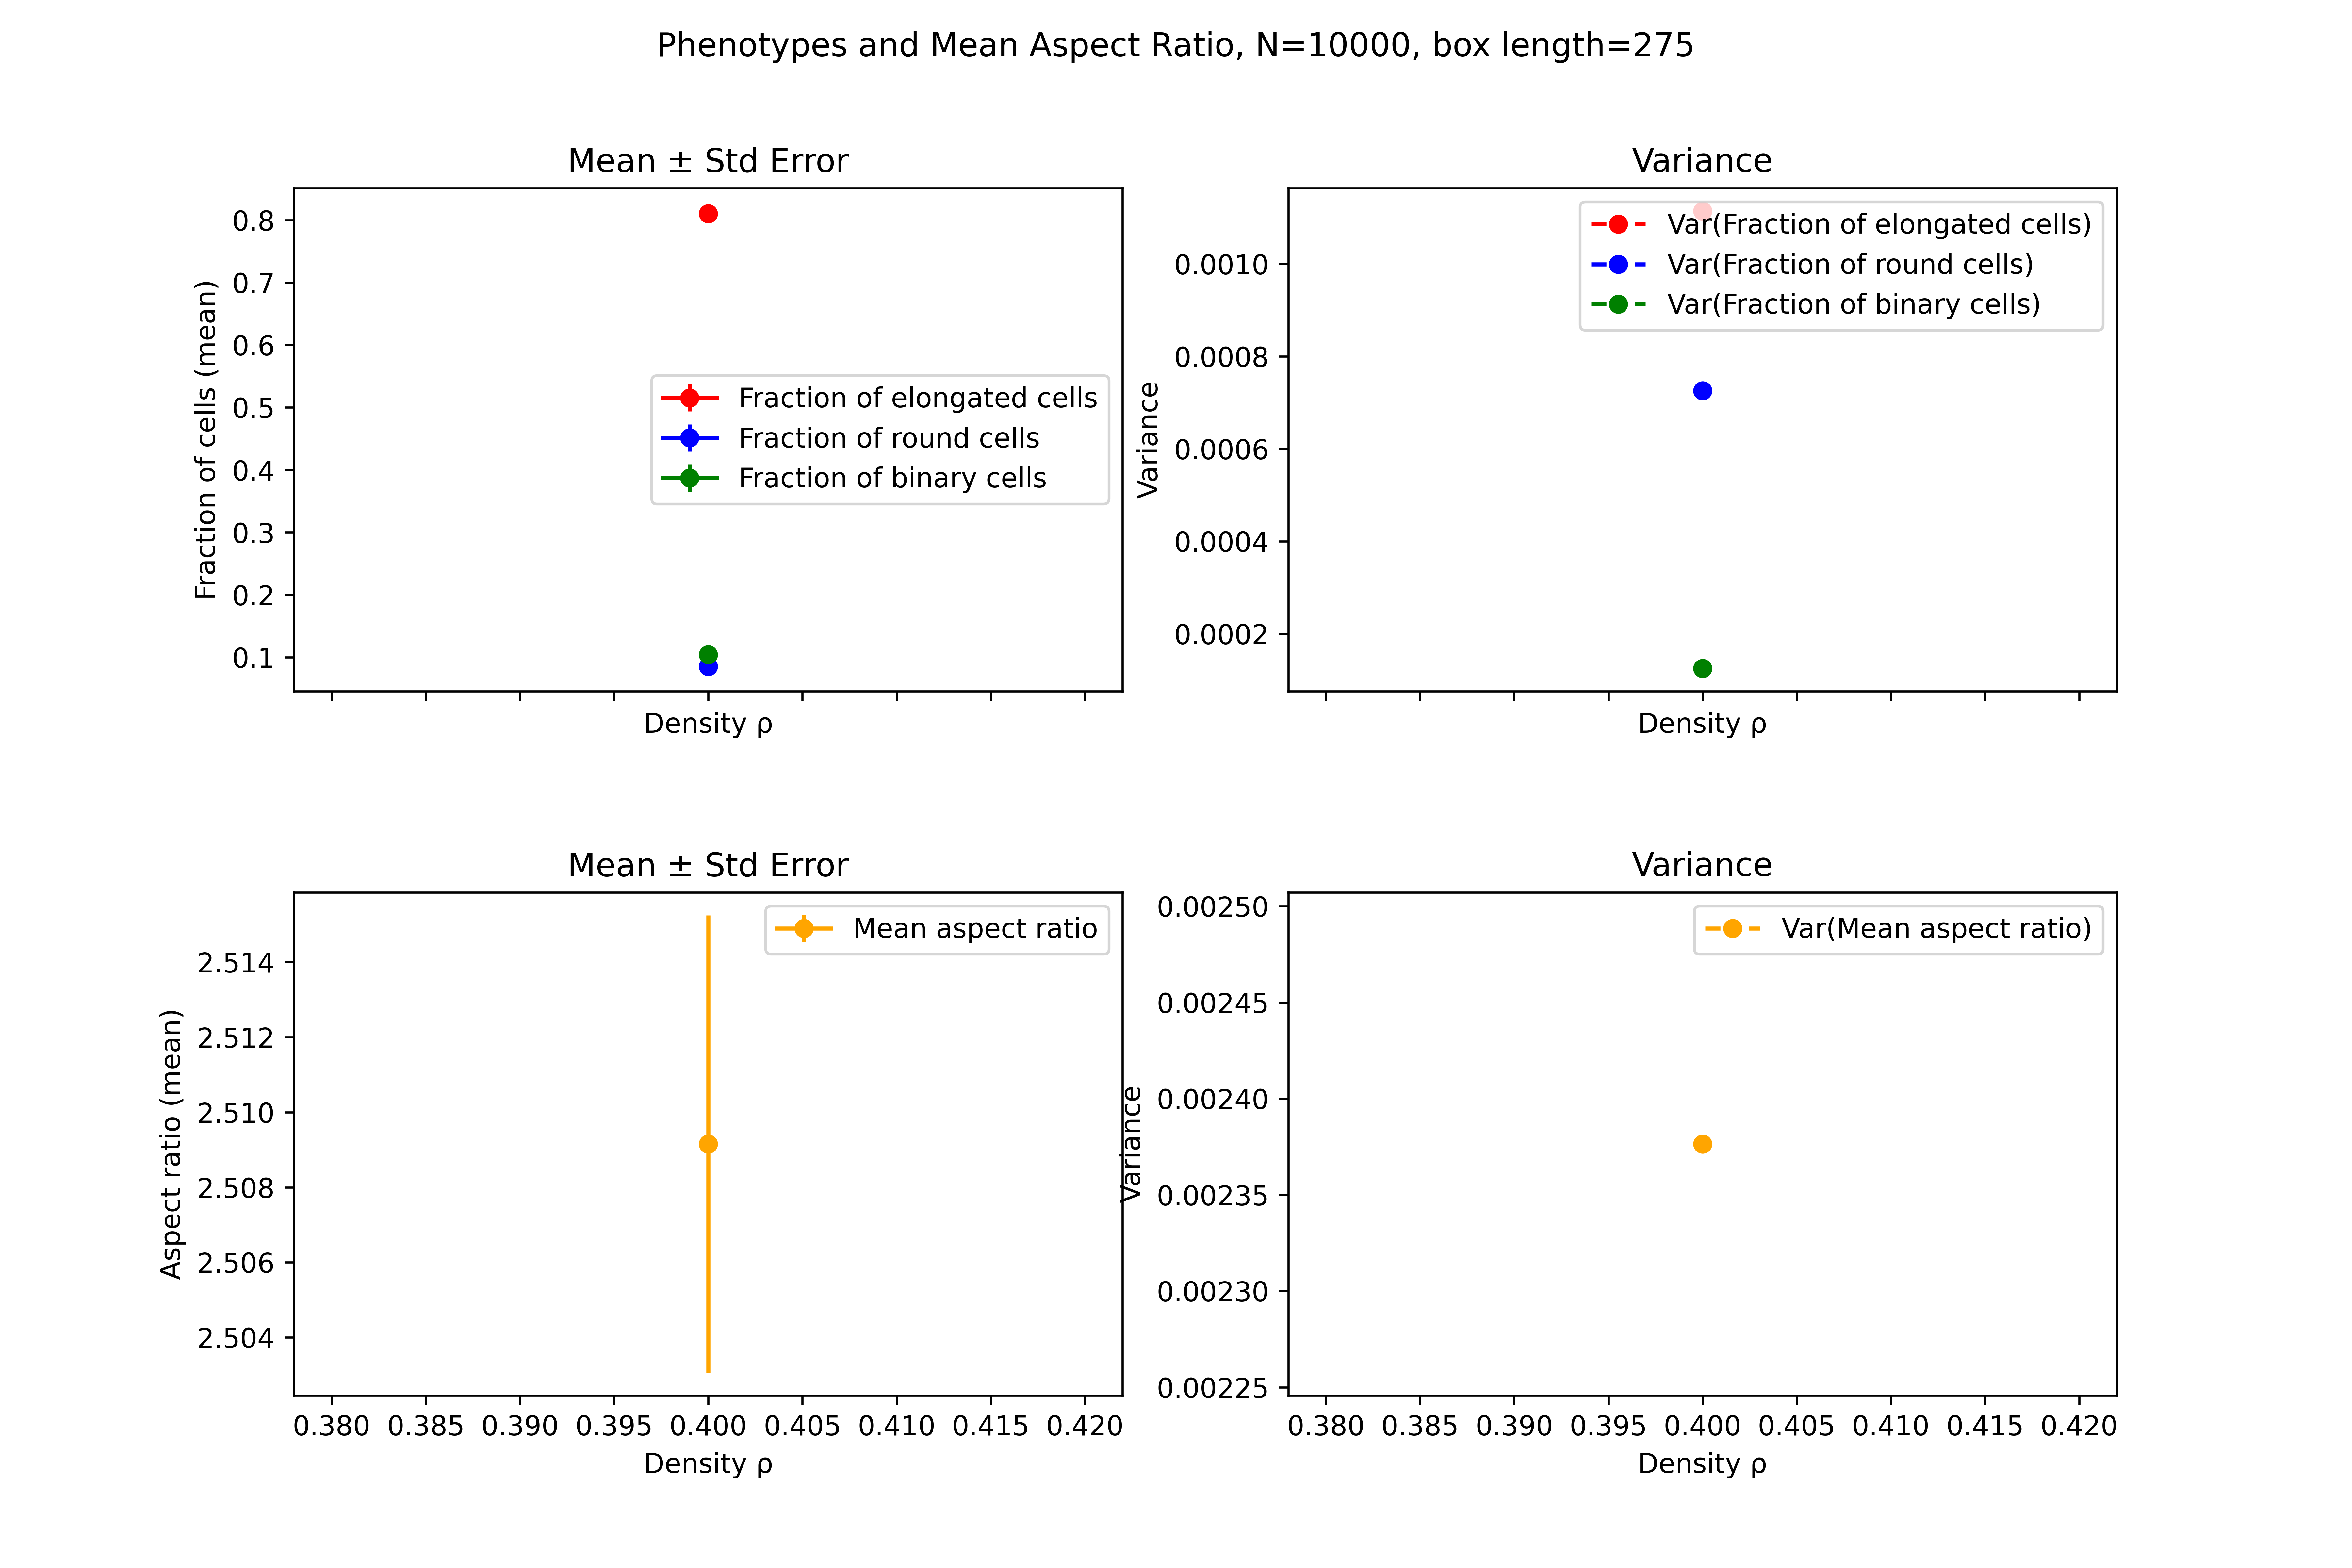 Phenotypes and Mean Aspect Ratio, N=10000, box length=275
Mean ± Std Error
Fraction of cells (mean)
0.8
0.7
0.6
0.5
0.4
0.3
0.2
0.1
Fraction of elongated cells
Fraction of round cells
Fraction of binary cells
Density ρ
Variance
Variance
0.0010
0.0008
0.0006
0.0004
0.0002
Var(Fraction of elongated cells)
Var(Fraction of round cells)
Var(Fraction of binary cells)
Density ρ
Mean ± Std Error
Aspect ratio (mean)
2.514
2.512
2.510
2.508
2.506
2.504
Mean aspect ratio
0.380 0.385 0.390 0.395 0.400 0.405 0.410 0.415 0.420
Density ρ
Variance
Variance
0.00250
0.00245
0.00240
0.00235
0.00230
0.00225
Var(Mean aspect ratio)
0.380 0.385 0.390 0.395 0.400 0.405 0.410 0.415 0.420
Density ρ